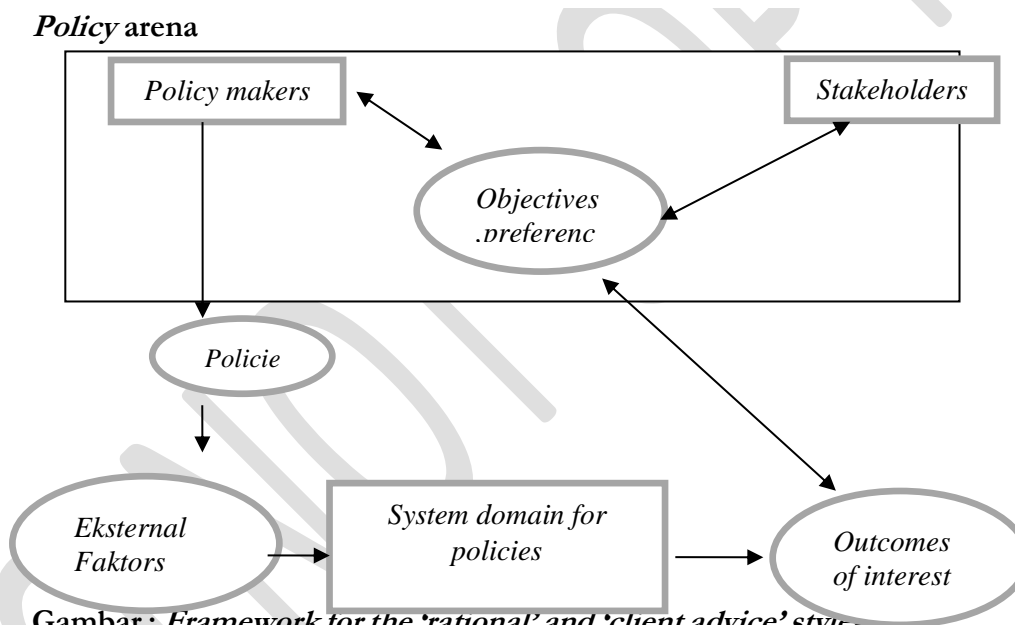 Policy arena
Policy makers
Stakeholders
Objectives
.preferenc
Policie
Eksternal
Faktors
System domain for
policies
Outcomes
of interest
Gambar : Framework for the ‘rational’ and ‘client advice’ styles